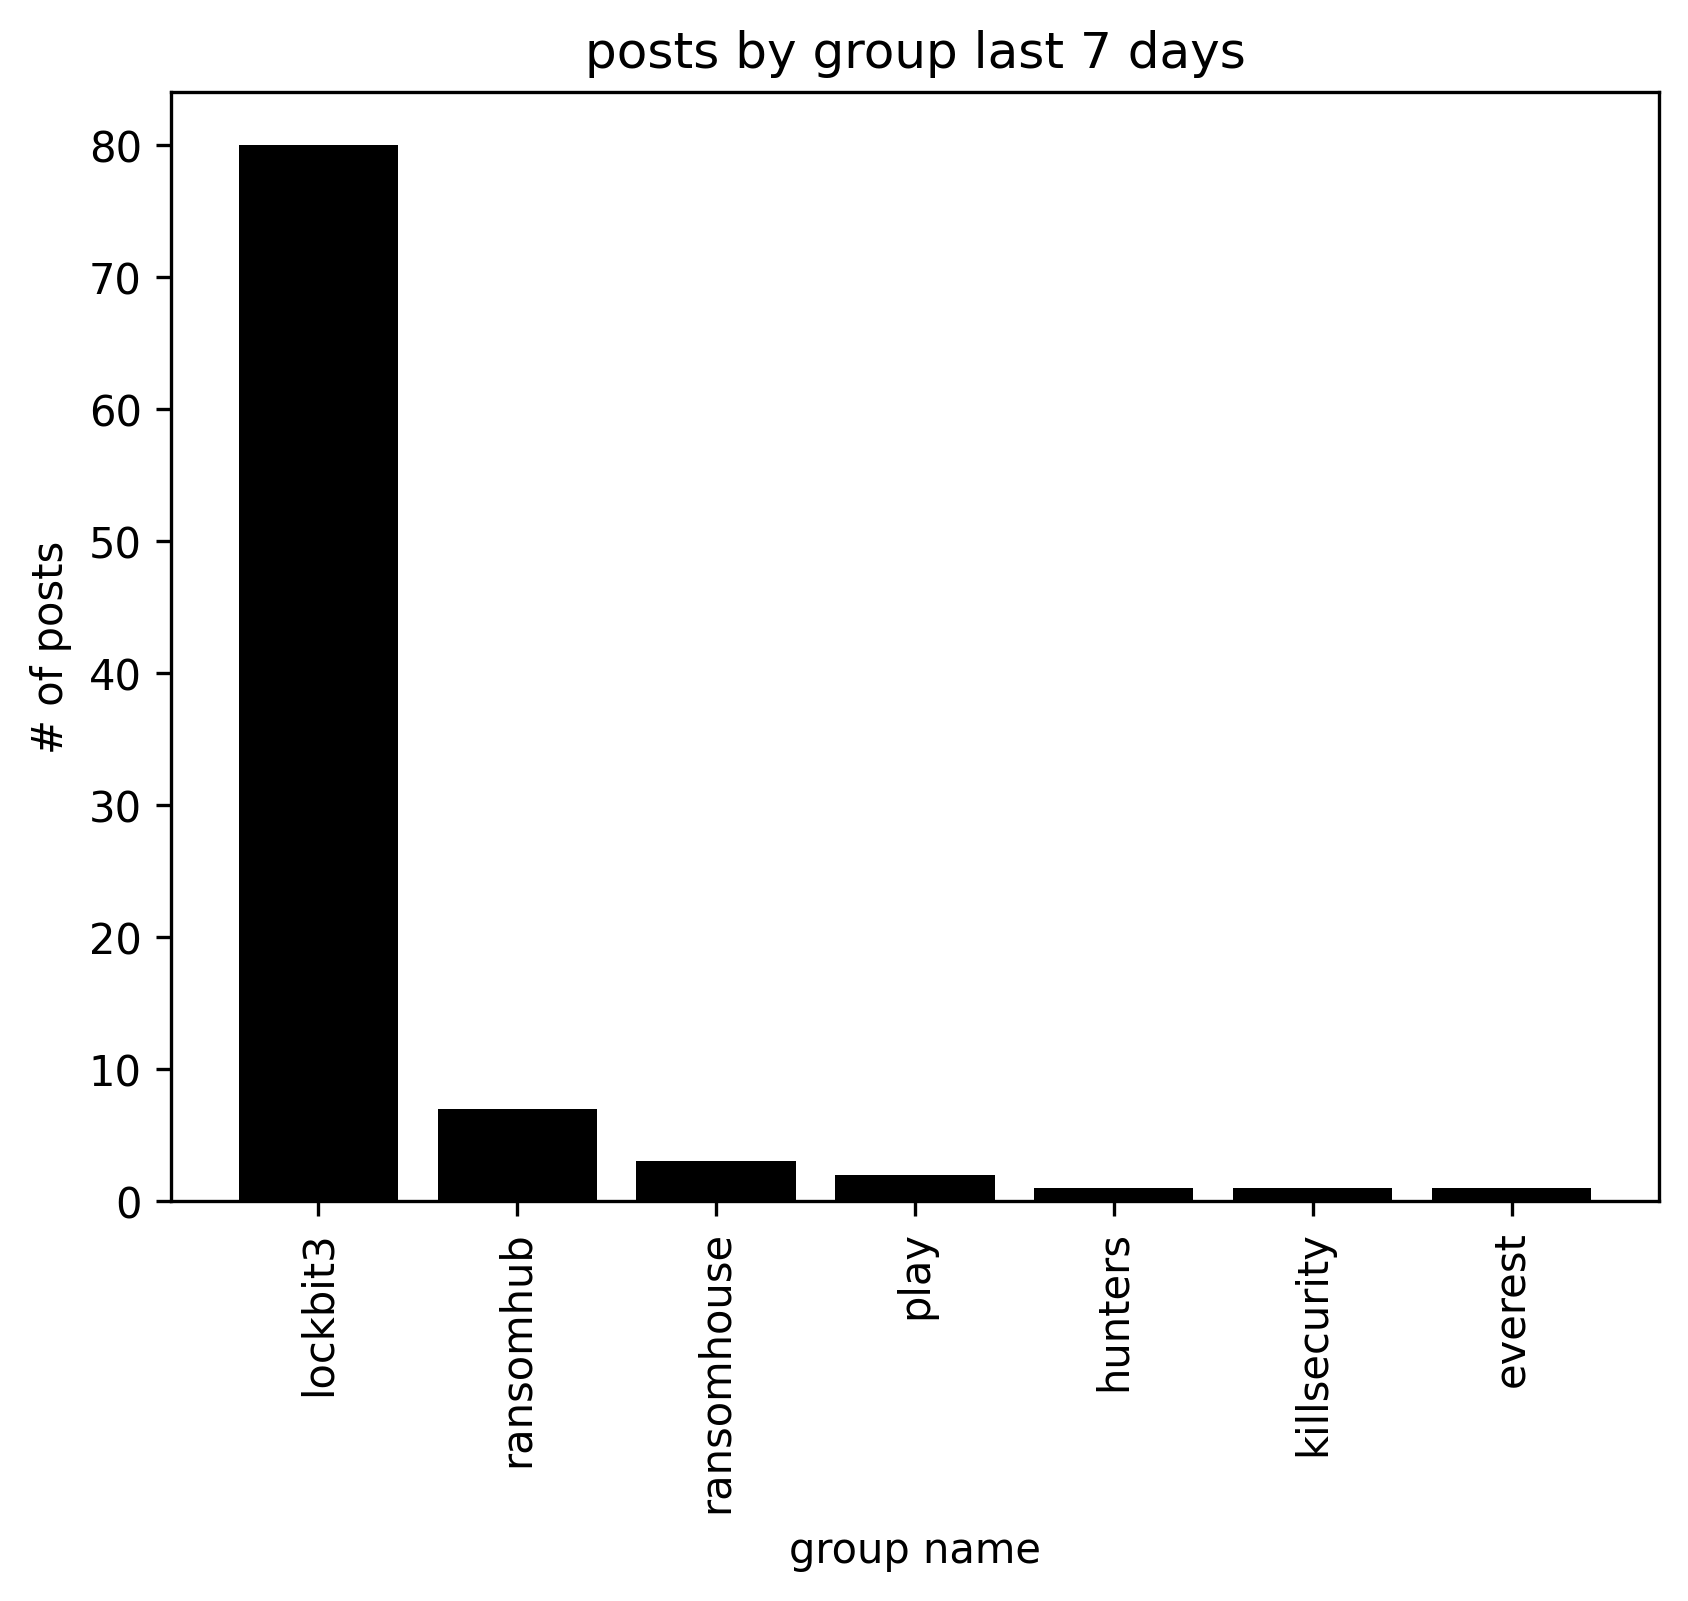 posts by group last 7 days
80
70
60
50
40
30
20
10
0
# of posts
lockbit3
ransomhub
ransomhouse
play
hunters
killsecurity
everest
group name